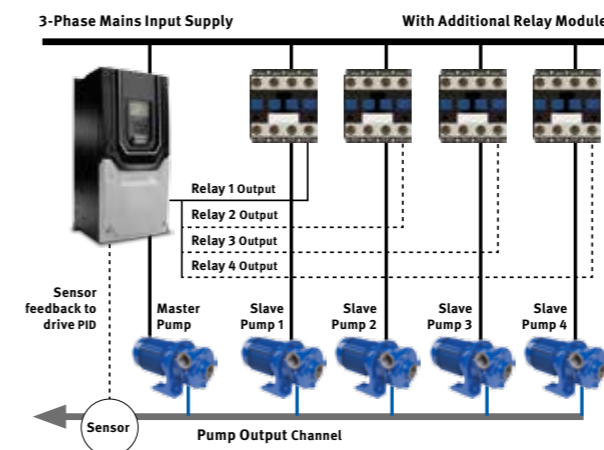 3-Phase Mains Input Supply
With Additional Relay Module
Relay 1 Output
Relay 2 Output
Relay 3 Output
Relay 4 Output
Sensor
feedback to
drive PID
Master
Pump
Slave
Pump 1
Slave
Pump 2
Slave
Pump 3
Slave
Pump 4
Sensor
Pump Output Channel